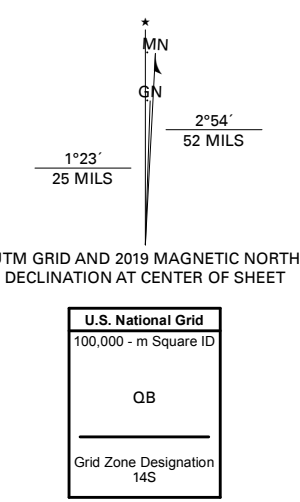 ★
MN
GN
2°54´
52 MILS
1°23´
25 MILS
UTM GRID AND 2019 MAGNETIC NORTH
DECLINATION AT CENTER OF SHEET
U.S. National Grid
100,000 - m Square ID
QB
Grid Zone Designation
14S